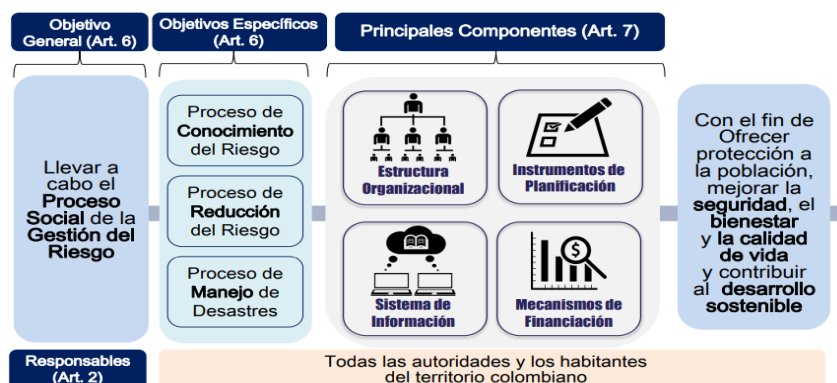 Objetivo
General (Art. 6)
Objetivos Específicos
(Art. 6)
Principales Componentes (Art. 7)
Llevar a
cabo el
Proceso
Social de la
Gestión del
Riesgo
Proceso de
Conocimiento
del Riesgo
Proceso de
Reducción
del Riesgo
Proceso de
Manejo de
Desastres
Estructura
Organizacional
Instrumentos de
Planificación
Sistema de
Información
$
Mecanismos de
Financiación
Con el fin de
Ofrecer
protección a
la población,
mejorar la
seguridad, el
bienestar
y la calidad
de vida
y contribuir
al desarrollo
sostenible
Responsables
(Art. 2)
Todas las autoridades y los habitantes
del territorio colombiano